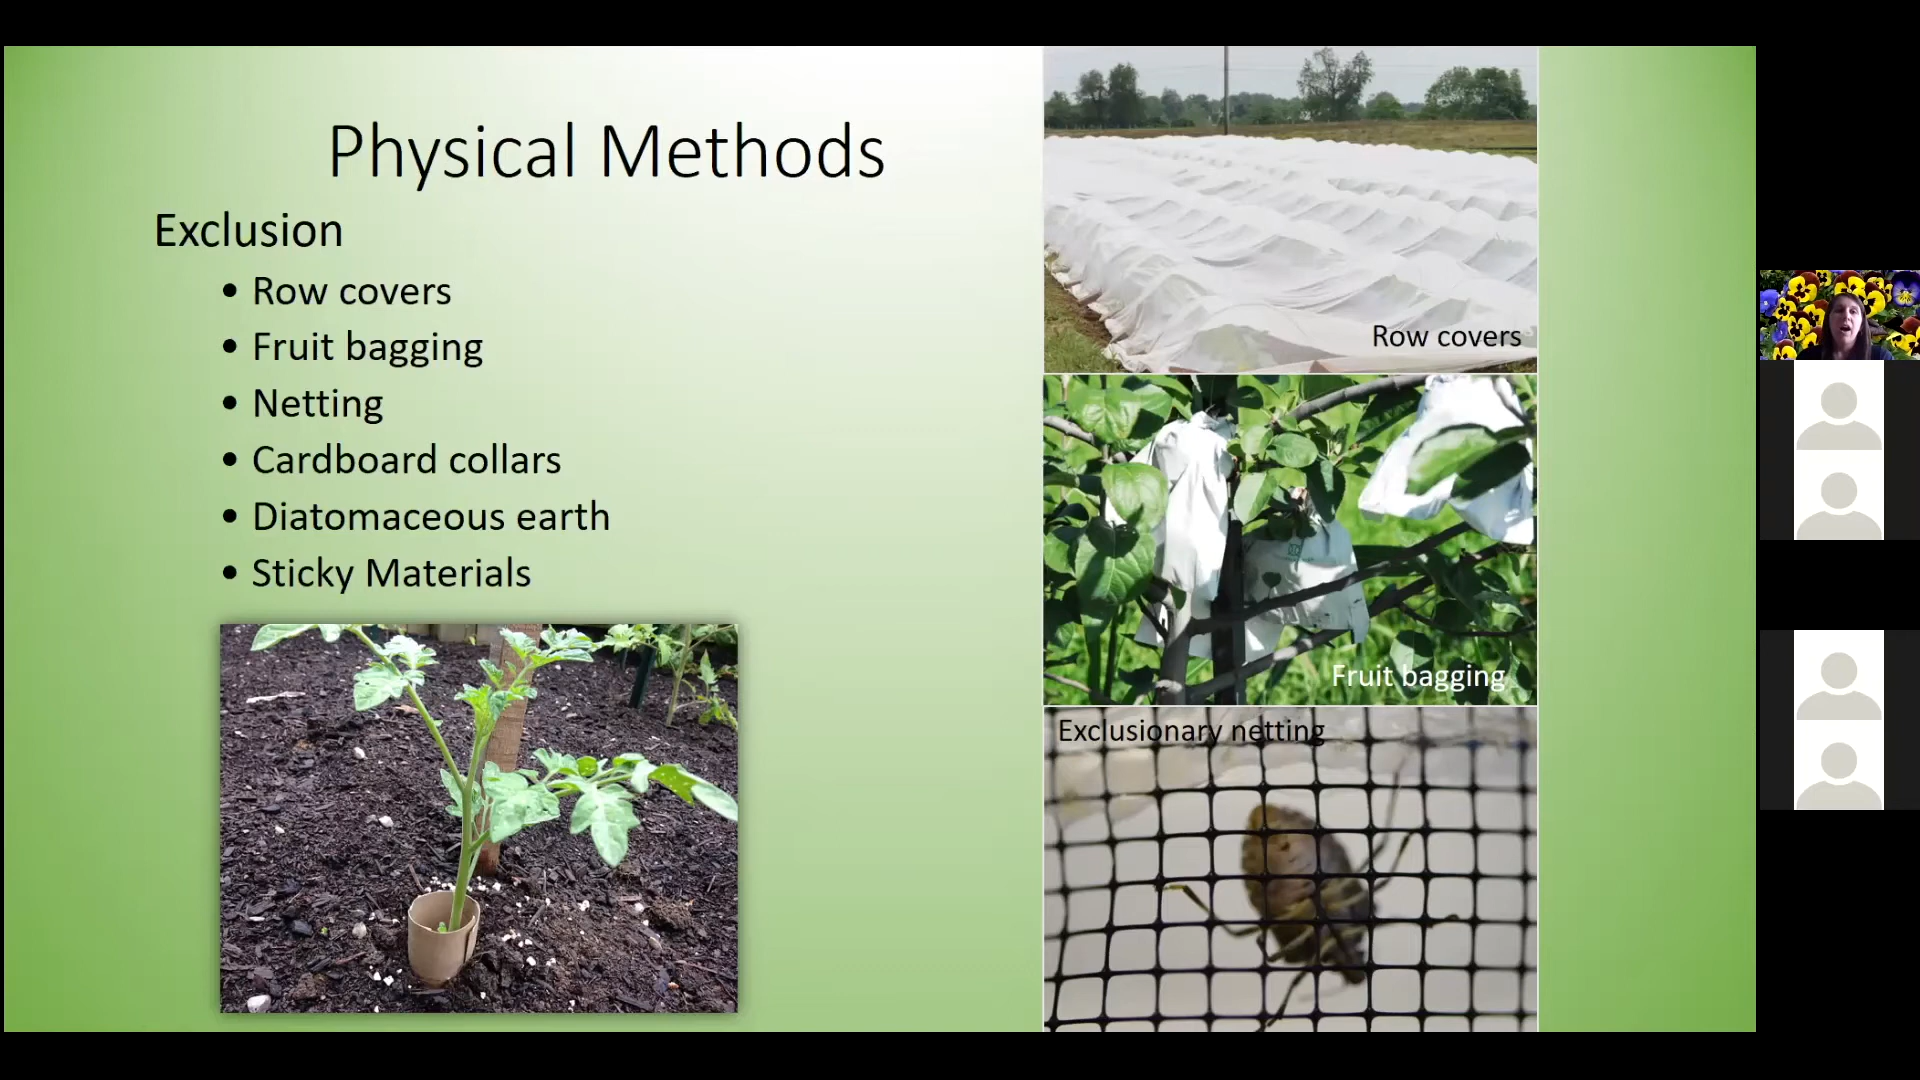 Physical Methods
Exclusion
• Row covers
• Fruit bagging
• Netting
• Cardboard collars
• Diatomaceous earth
• Sticky Materials
Row covers
Fruit bagging
Exclusionary netting